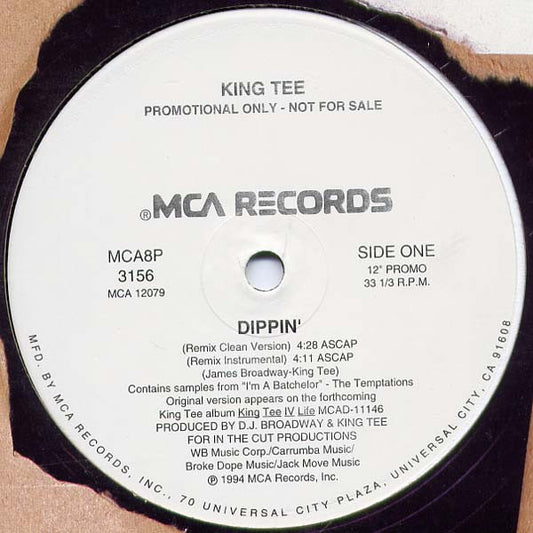 KING TEE
PROMOTIONAL ONLY - NOT FOR SALE
®MCA RECORDS
MCA8P
3156
MCA 12079
SIDE ONE
12" PROMO
33 1/3 R.P.M.
DIPPIN'
(Remix Clean Version) 4:28 ASCAP
(Remix Instrumental) 4:11 ASCAP
(James Broadway-King Tee)
Contains samples from "I'm A Batchelor" - The Temptations
Original version appears on the forthcoming
King Tee album King Tee IV Life MCAD-11146
PRODUCED BY D.J. BROADWAY & KING TEE
FOR IN THE CUT PRODUCTIONS
WB Music Corp./Carrumba Music/
Broke Dope Music/Jack Move Music
℗ 1994 MCA Records, Inc.
MFD. BY MCA RECORDS, INC., 70 UNIVERSAL CITY PLAZA, UNIVERSAL CITY, CA 91608